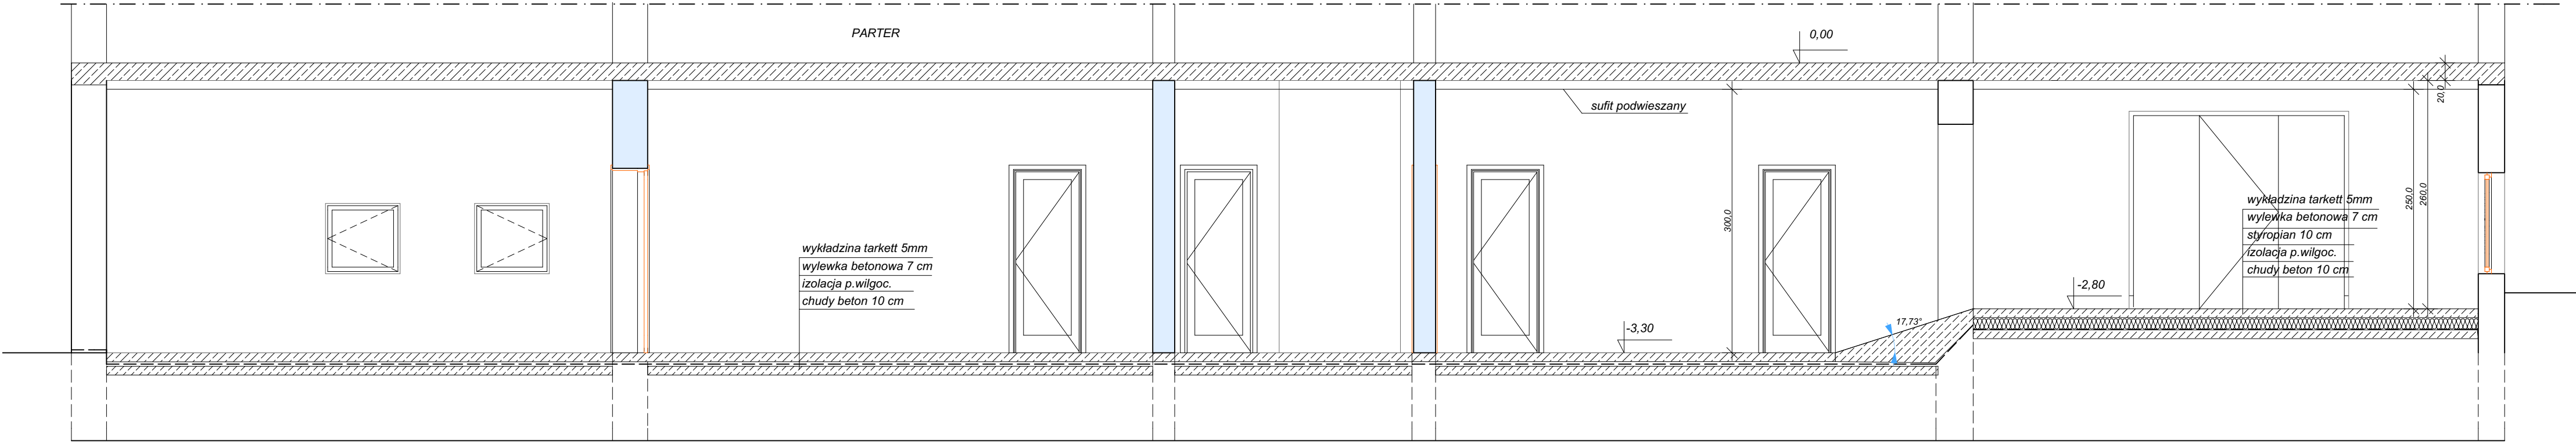 PARTER
0,00
sufit podwieszany
20,0
300,0
250,0
260,0
wykładzina tarkett 5mm
wylewka betonowa 7 cm
styropian 10 cm
izolacja p.wilgoc.
chudy beton 10 cm
wykładzina tarkett 5mm
wylewka betonowa 7 cm
izolacja p.wilgoc.
chudy beton 10 cm
-2,80
17,73°
-3,30